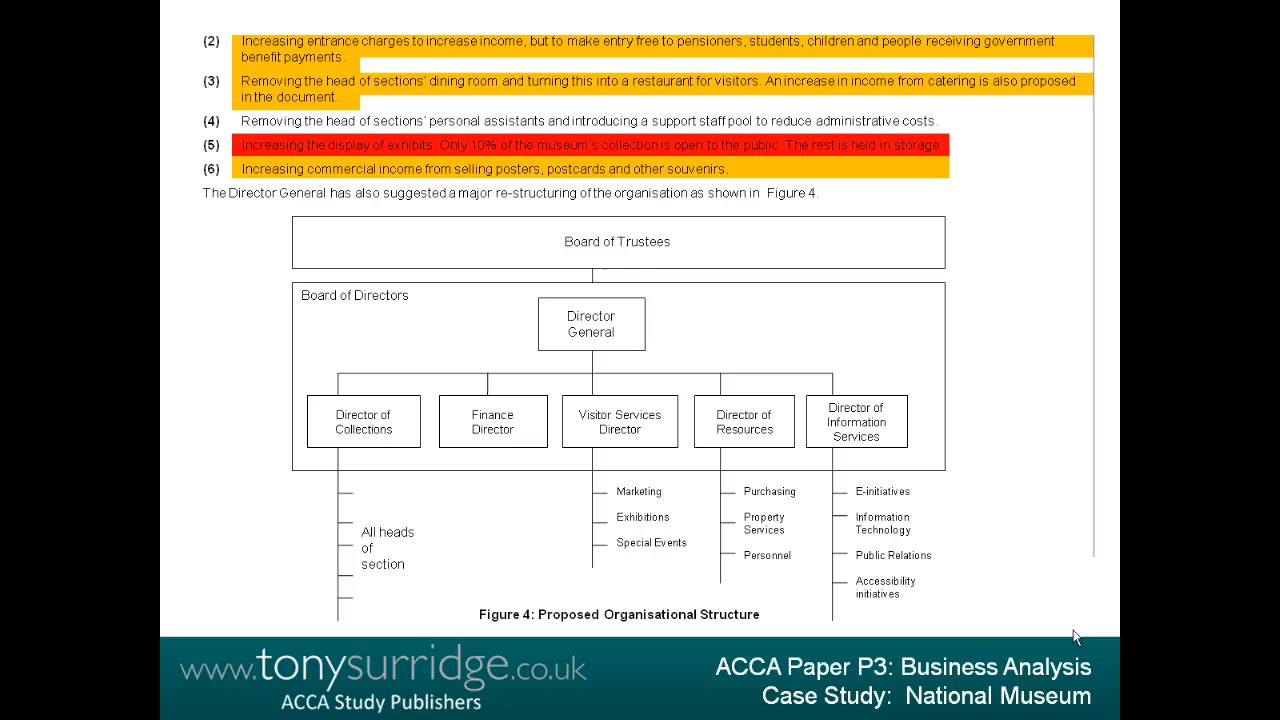 (2) Increasing entrance charges to increase income, but to make entry free to pensioners, students, children and people receiving government
benefit payments.
(3) Removing the head of sections' dining room and turning this into a restaurant for visitors. An increase in income from catering is also proposed
in the document.
(4) Removing the head of sections' personal assistants and introducing a support staff pool to reduce administrative costs.
(5) Increasing the display of exhibits. Only 10% of the museum's collection is open to the public. The rest is held in storage
(6) Increasing commercial income from selling posters, postcards and other souvenirs.
The Director General has also suggested a major re-structuring of the organisation as shown in Figure 4.
Board of Trustees
Board of Directors
Director
General
Director of
Collections
Finance
Director
Visitor Services
Director
Director of
Resources
Director of
Information
Services
All heads
of
section
Marketing
Exhibitions
Special Events
Purchasing
Property
Services
Personnel
E-initiatives
Information
Technology
Public Relations
Accessibility
initiatives
Figure 4: Proposed Organisational Structure
www.tonysurridge.co.uk
ACCA Study Publishers
ACCA Paper P3: Business Analysis
Case Study: National Museum